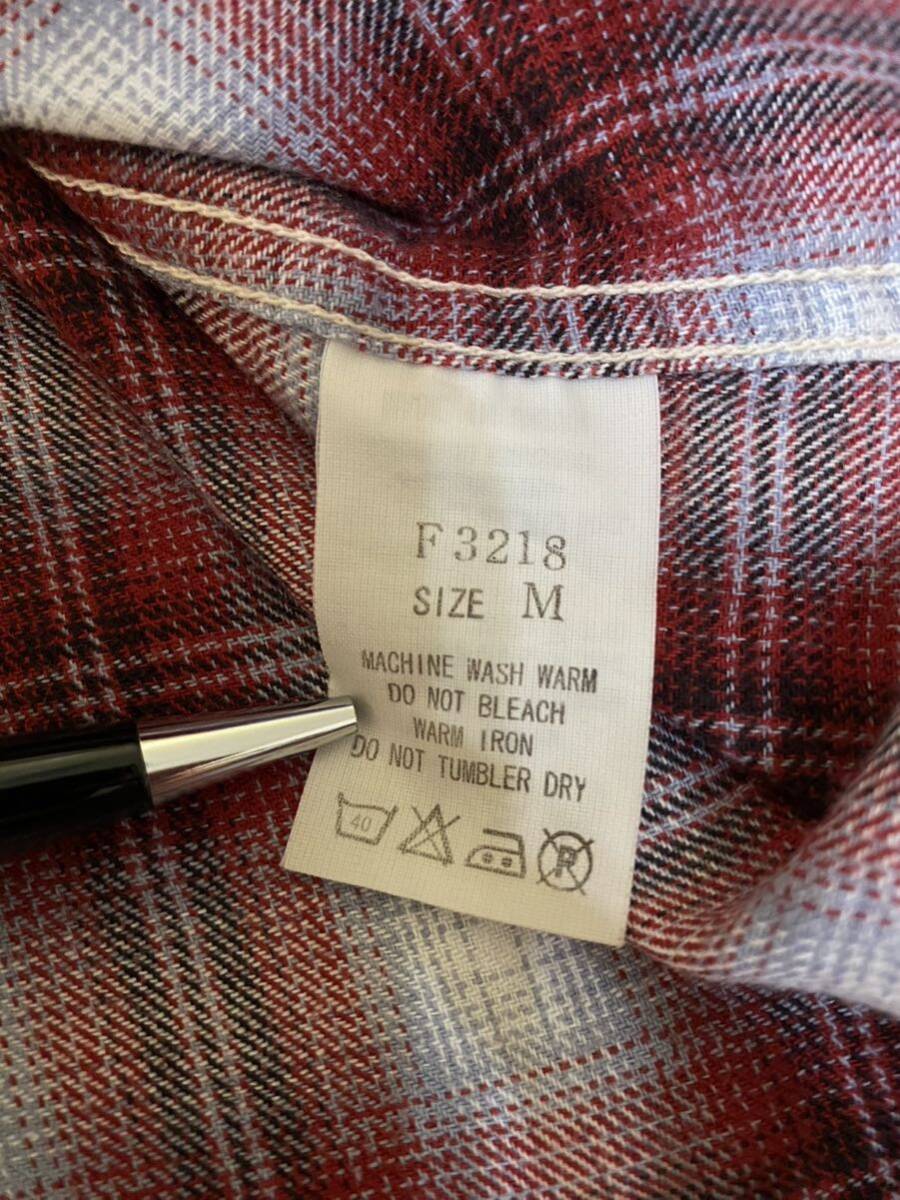 F 3218
SIZE M
MACHINE WASH WARM
DO NOT BLEACH
WARM IRON
DO NOT TUMBLER DRY
40
P